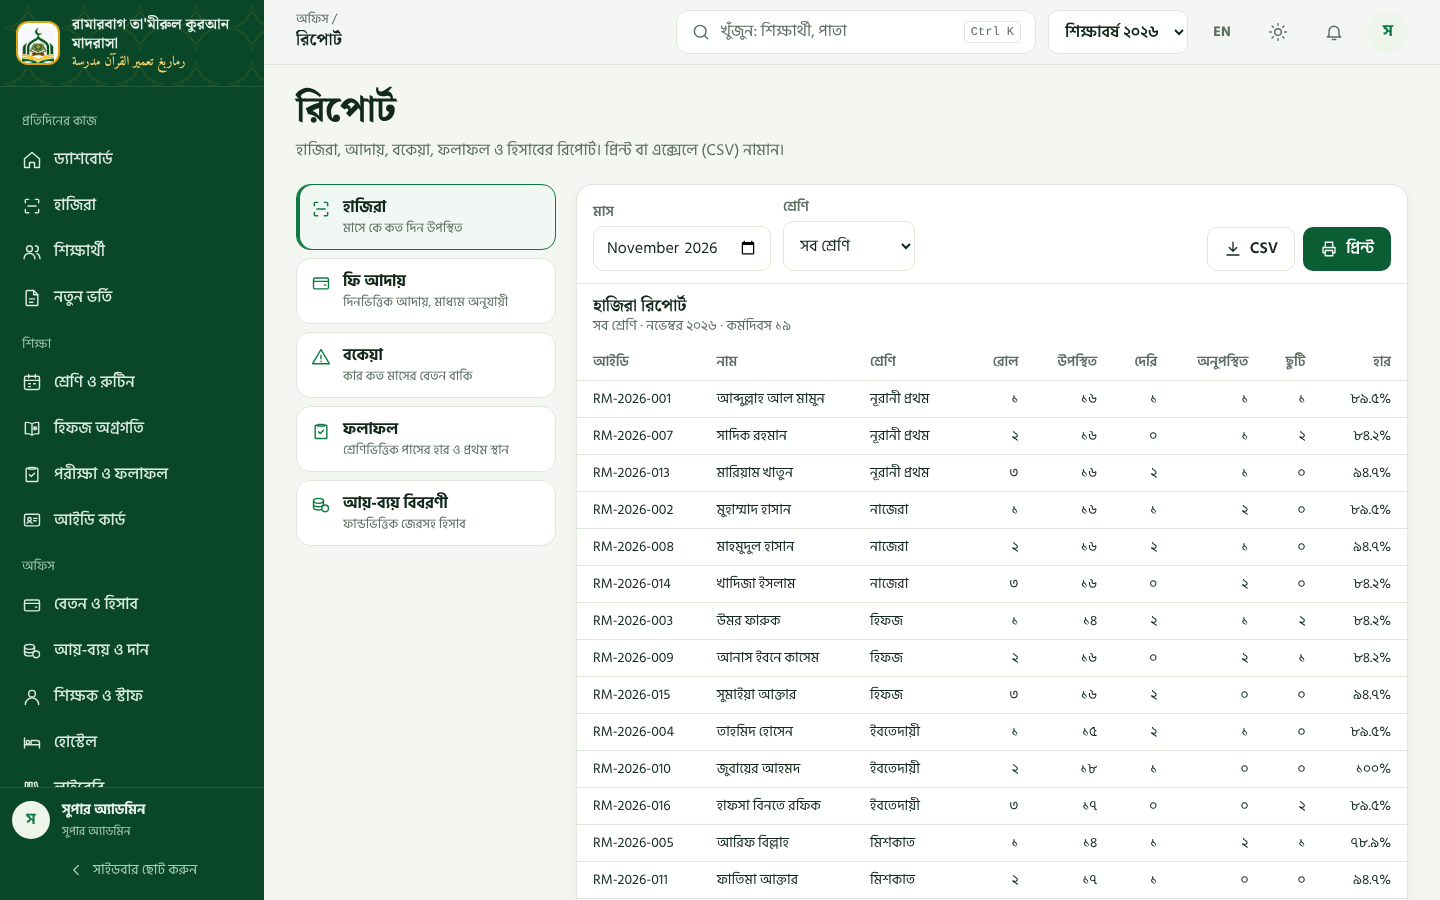 রামারবাগ তা'মীরুল কুরআন
মাদরাসা
رماربغ تعمير القرآن مدرسة
প্রতিদিনের কাজ
ড্যাশবোর্ড
হাজিরা
শিক্ষার্থী
নতুন ভর্তি
শিক্ষা
শ্রেণি ও রুটিন
হিফজ অগ্রগতি
পরীক্ষা ও ফলাফল
আইডি কার্ড
অফিস
বেতন ও হিসাব
আয়-ব্যয় ও দান
শিক্ষক ও স্টাফ
হোস্টেল
সুপার অ্যাডমিন
সুপার অ্যাডমিন
সাইডবার ছোট করুন
অফিস /
রিপোর্ট
খুঁজুন: শিক্ষার্থী, পাতা
Ctrl K
শিক্ষাবর্ষ ২০২৬
EN
স
রিপোর্ট
হাজিরা, আদায়, বকেয়া, ফলাফল ও হিসাবের রিপোর্ট। প্রিন্ট বা এক্সেলে (CSV) নামান।
হাজিরা
মাসে কে কত দিন উপস্থিত
ফি আদায়
দিনভিত্তিক আদায়, মাধ্যম অনুযায়ী
বকেয়া
কার কত মাসের বেতন বাকি
ফলাফল
শ্রেণিভিত্তিক পাসের হার ও প্রথম স্থান
আয়-ব্যয় বিবরণী
ফান্ডভিত্তিক জেরসহ হিসাব
মাস
November 2026
শ্রেণি
সব শ্রেণি
CSV
প্রিন্ট
হাজিরা রিপোর্ট
সব শ্রেণি · নভেম্বর ২০২৬ · কর্মদিবস ১৯
আইডি নাম শ্রেণি রোল উপস্থিত দেরি অনুপস্থিত ছুটি হার
RM-2026-001 আব্দুল্লাহ আল মামুন নূরানী প্রথম ১ ১৬ ১ ১ ১ ৮৯.৫%
RM-2026-007 সাদিক রহমান নূরানী প্রথম ২ ১৬ ০ ১ ২ ৮৪.২%
RM-2026-013 মারিয়াম খাতুন নূরানী প্রথম ৩ ১৬ ২ ১ ০ ৯৪.৭%
RM-2026-002 মুহাম্মাদ হাসান নাজেরা ১ ১৬ ১ ২ ০ ৮৯.৫%
RM-2026-008 মাহমুদুল হাসান নাজেরা ২ ১৬ ২ ১ ০ ৯৪.৭%
RM-2026-014 খাদিজা ইসলাম নাজেরা ৩ ১৬ ০ ২ ০ ৮৪.২%
RM-2026-003 উমর ফারুক হিফজ ১ ১৪ ২ ১ ২ ৮৪.২%
RM-2026-009 আনাস ইবনে কাসেম হিফজ ২ ১৬ ০ ২ ১ ৮৪.২%
RM-2026-015 সুমাইয়া আক্তার হিফজ ৩ ১৬ ২ ০ ০ ৯৪.৭%
RM-2026-004 তাহমিদ হোসেন ইবতেদায়ী ১ ১৫ ২ ১ ০ ৮৯.৫%
RM-2026-010 জুবায়ের আহমদ ইবতেদায়ী ২ ১৮ ১ ০ ০ ১০০%
RM-2026-016 হাফসা বিনতে রফিক ইবতেদায়ী ৩ ১৭ ০ ০ ২ ৮৯.৫%
RM-2026-005 আরিফ বিল্লাহ মিশকাত ১ ১৪ ১ ২ ১ ৭৮.৯%
RM-2026-011 ফাতিমা আক্তার মিশকাত ২ ১৭ ১ ০ ০ ৯৪.৭%